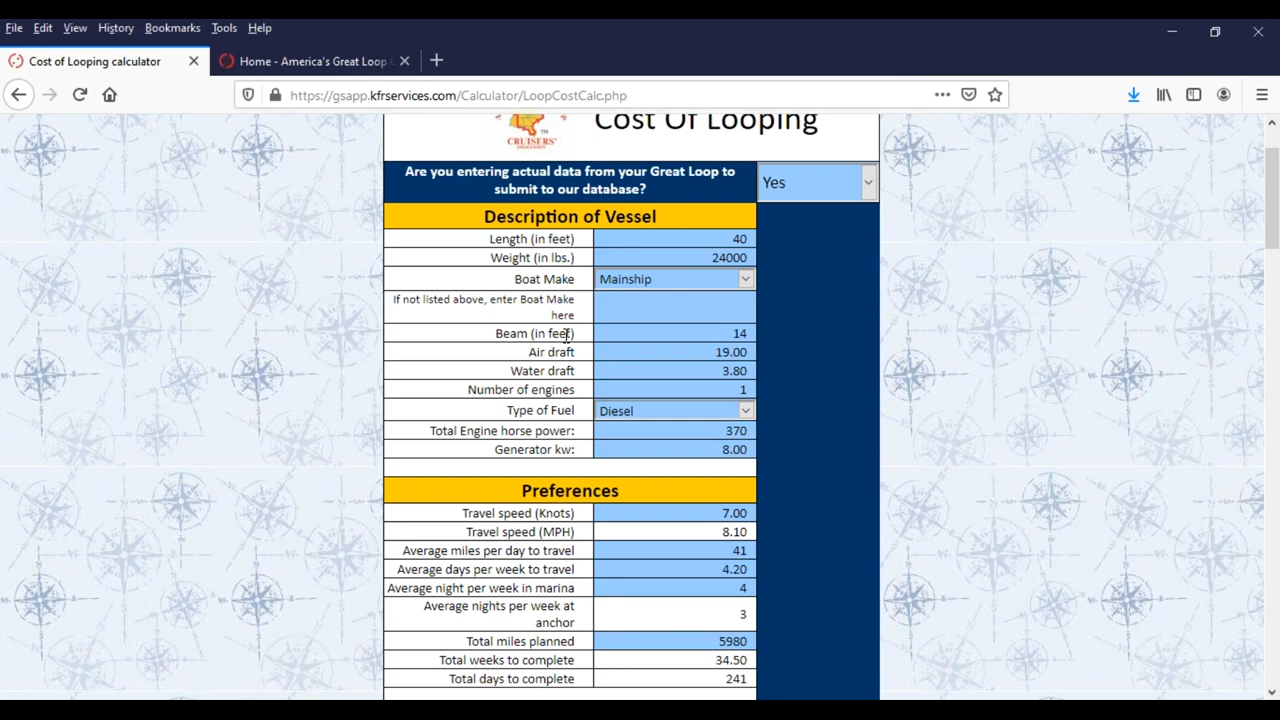 File Edit View History Bookmarks Tools Help
Cost of Looping calculator
Home - America's Great Loop
https://gsapp.kfrservices.com/Calculator/LoopCostCalc.php
CRUISERS'
ASSOCIATION
TM
Cost Of Looping
Are you entering actual data from your Great Loop to
submit to our database?
Yes
Description of Vessel
Length (in feet) 40
Weight (in lbs.) 24000
Boat Make Mainship
If not listed above, enter Boat Make
here
Beam (in feet) 14
Air draft 19.00
Water draft 3.80
Number of engines 1
Type of Fuel Diesel
Total Engine horse power: 370
Generator kw: 8.00
Preferences
Travel speed (Knots) 7.00
Travel speed (MPH) 8.10
Average miles per day to travel 41
Average days per week to travel 4.20
Average night per week in marina 4
Average nights per week at
anchor 3
Total miles planned 5980
Total weeks to complete 34.50
Total days to complete 241